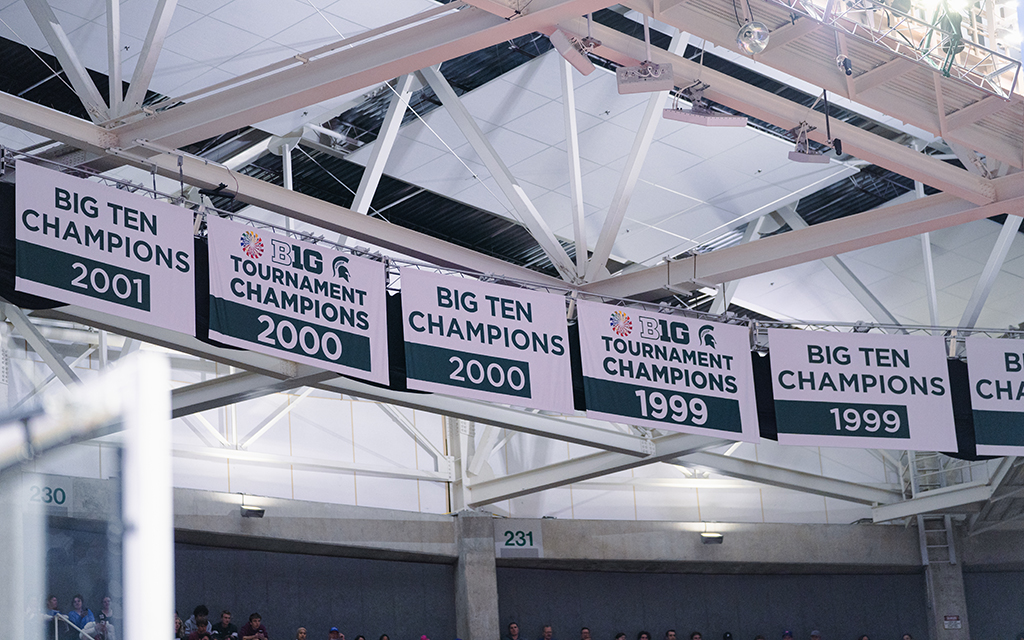 BIG TEN
CHAMPIONS
2001
B1G
TOURNAMENT
CHAMPIONS
2000
BIG TEN
CHAMPIONS
2000
B1G
TOURNAMENT
CHAMPIONS
1999
BIG TEN
CHAMPIONS
1999
B
CHA
230
231